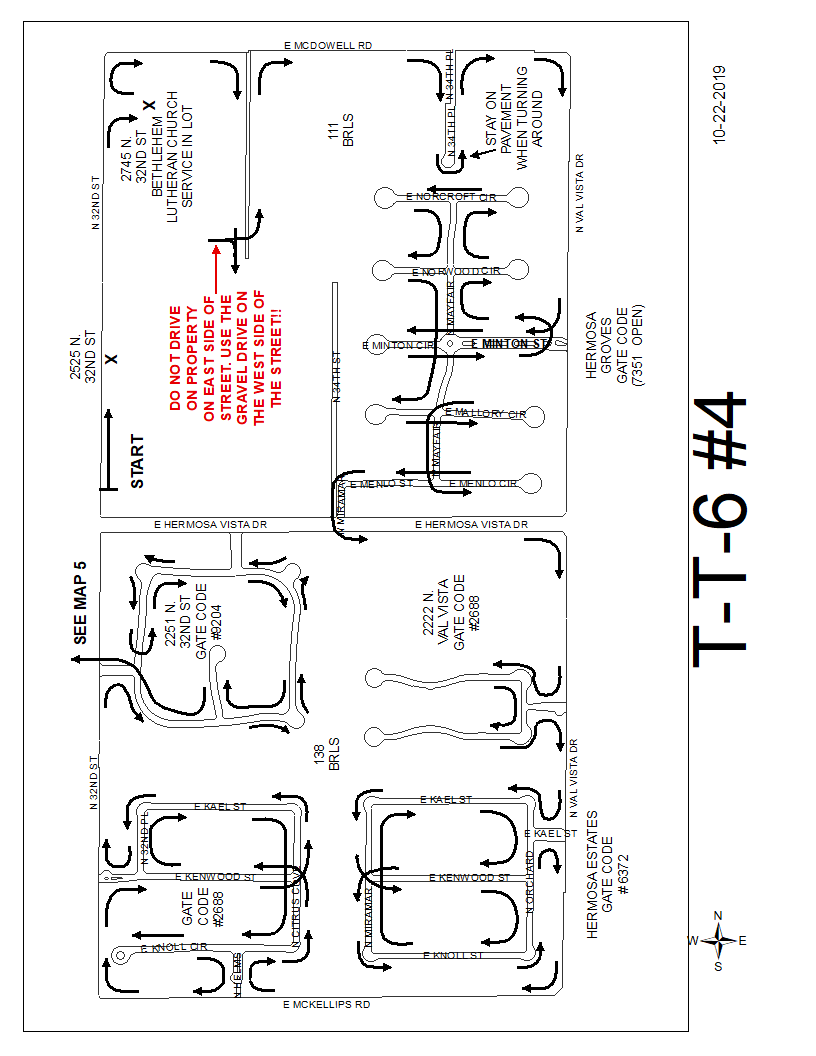 E MCDOWELL RD
N 32ND ST
2745 N.
32ND ST
X
BETHLEHEM
LUTHERAN CHURCH
SERVICE IN LOT
111
BRLS
N 34TH PL
N 34TH PL
STAY ON
PAVEMENT
WHEN TURNING
AROUND
10-22-2019
N VAL VISTA DR
E NORCROFT CIR
E NORWOOD CIR
N MAYFAIR
E MINTON CIR
E MINTON ST
HERMOSA
GROVES
GATE CODE
(7351 OPEN)
2525 N.
32ND ST
X
DO NOT DRIVE
ON PROPERTY
ON EAST SIDE OF
STREET. USE THE
GRAVEL DRIVE ON
THE WEST SIDE OF
THE STREET!!
N 34TH ST
START
E MALLORY CIR
N MAYFAIR
E MENLO ST
E MENLO CIR
N MIRAMAR
E HERMOSA VISTA DR
E HERMOSA VISTA DR
T-T-6 #4
SEE MAP 5
2251 N.
32ND ST
GATE CODE
#9204
2222 N.
VAL VISTA
GATE CODE
#2688
138
BRLS
N 32ND ST
N VAL VISTA DR
E KAEL ST
E KAEL ST
E KAEL ST
N 32ND PL
E KENWOOD ST
E KENWOOD ST
GATE
CODE
#2688
N CITRUS CV
N MIRAMAR
N ORCHARD
HERMOSA ESTATES
GATE CODE
#6372
E KNOLL CIR
E KNOLL ST
N HELMS
E MCKELLIPS RD
N
W
E
S